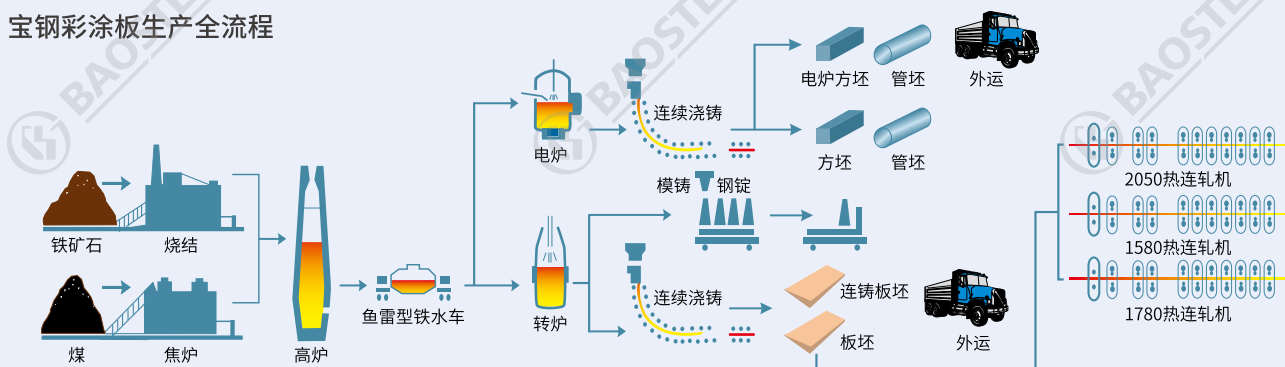 宝钢彩涂板生产全流程
BAOSTEEL
铁矿石
烧结
煤
焦炉
高炉
鱼雷型铁水车
电炉
连续浇铸
电炉方坯
管坯
外运
方坯
管坯
模铸
钢锭
转炉
连续浇铸
连铸板坯
板坯
外运
2050热连轧机
1580热连轧机
1780热连轧机